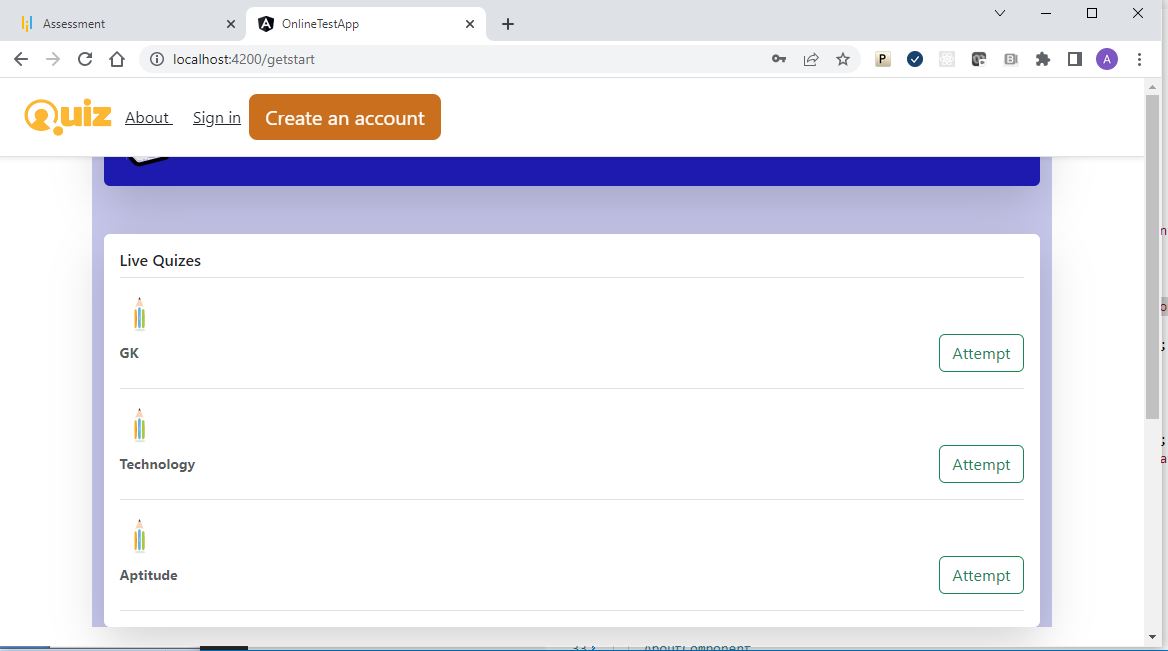 Assessment
OnlineTestApp
localhost:4200/getstart
P
A
Quiz
About Sign in Create an account
Live Quizes
GK
Attempt
Technology
Attempt
Aptitude
Attempt